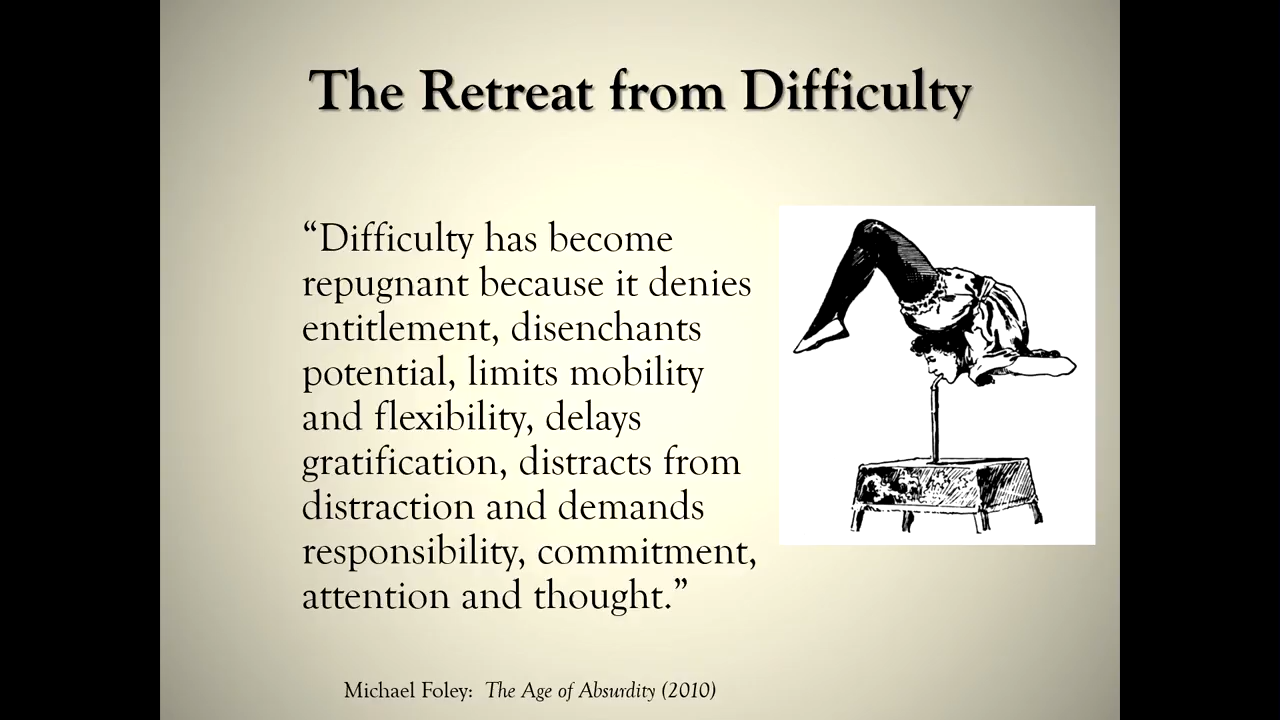 The Retreat from Difficulty
“Difficulty has become
repugnant because it denies
entitlement, disenchants
potential, limits mobility
and flexibility, delays
gratification, distracts from
distraction and demands
responsibility, commitment,
attention and thought.”
Michael Foley: The Age of Absurdity (2010)